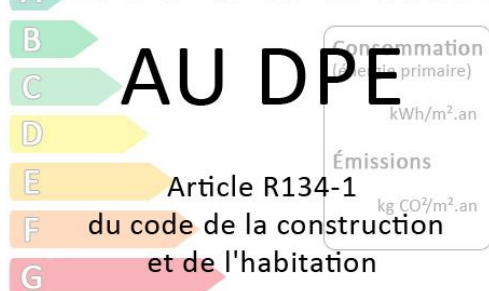 B
Consommation
AU DPE
(énergie primaire)
C
kWh/m².an
D
Émissions
E
Article R134-1
kg CO²/m².an
F
du code de la construction
et de l'habitation
G